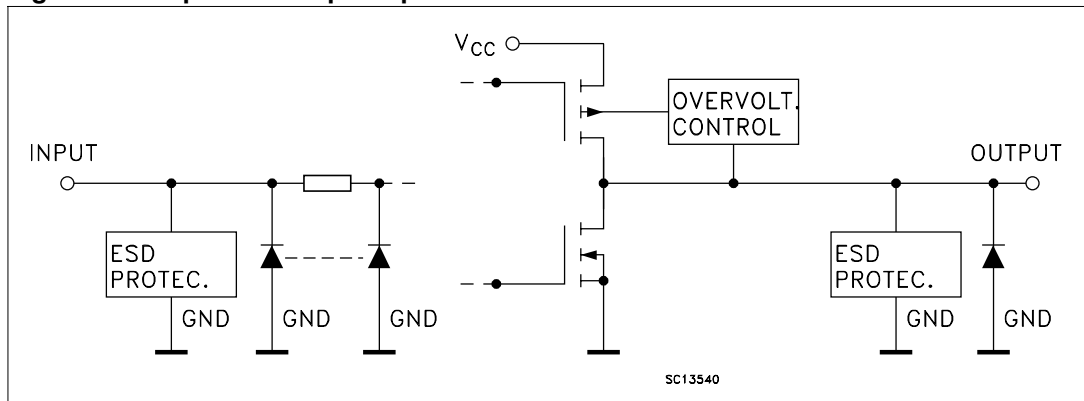 VCC
OVERVOLT.
CONTROL
INPUT
OUTPUT
ESD
PROTEC.
ESD
PROTEC.
GND
GND
GND
GND
GND
SC13540